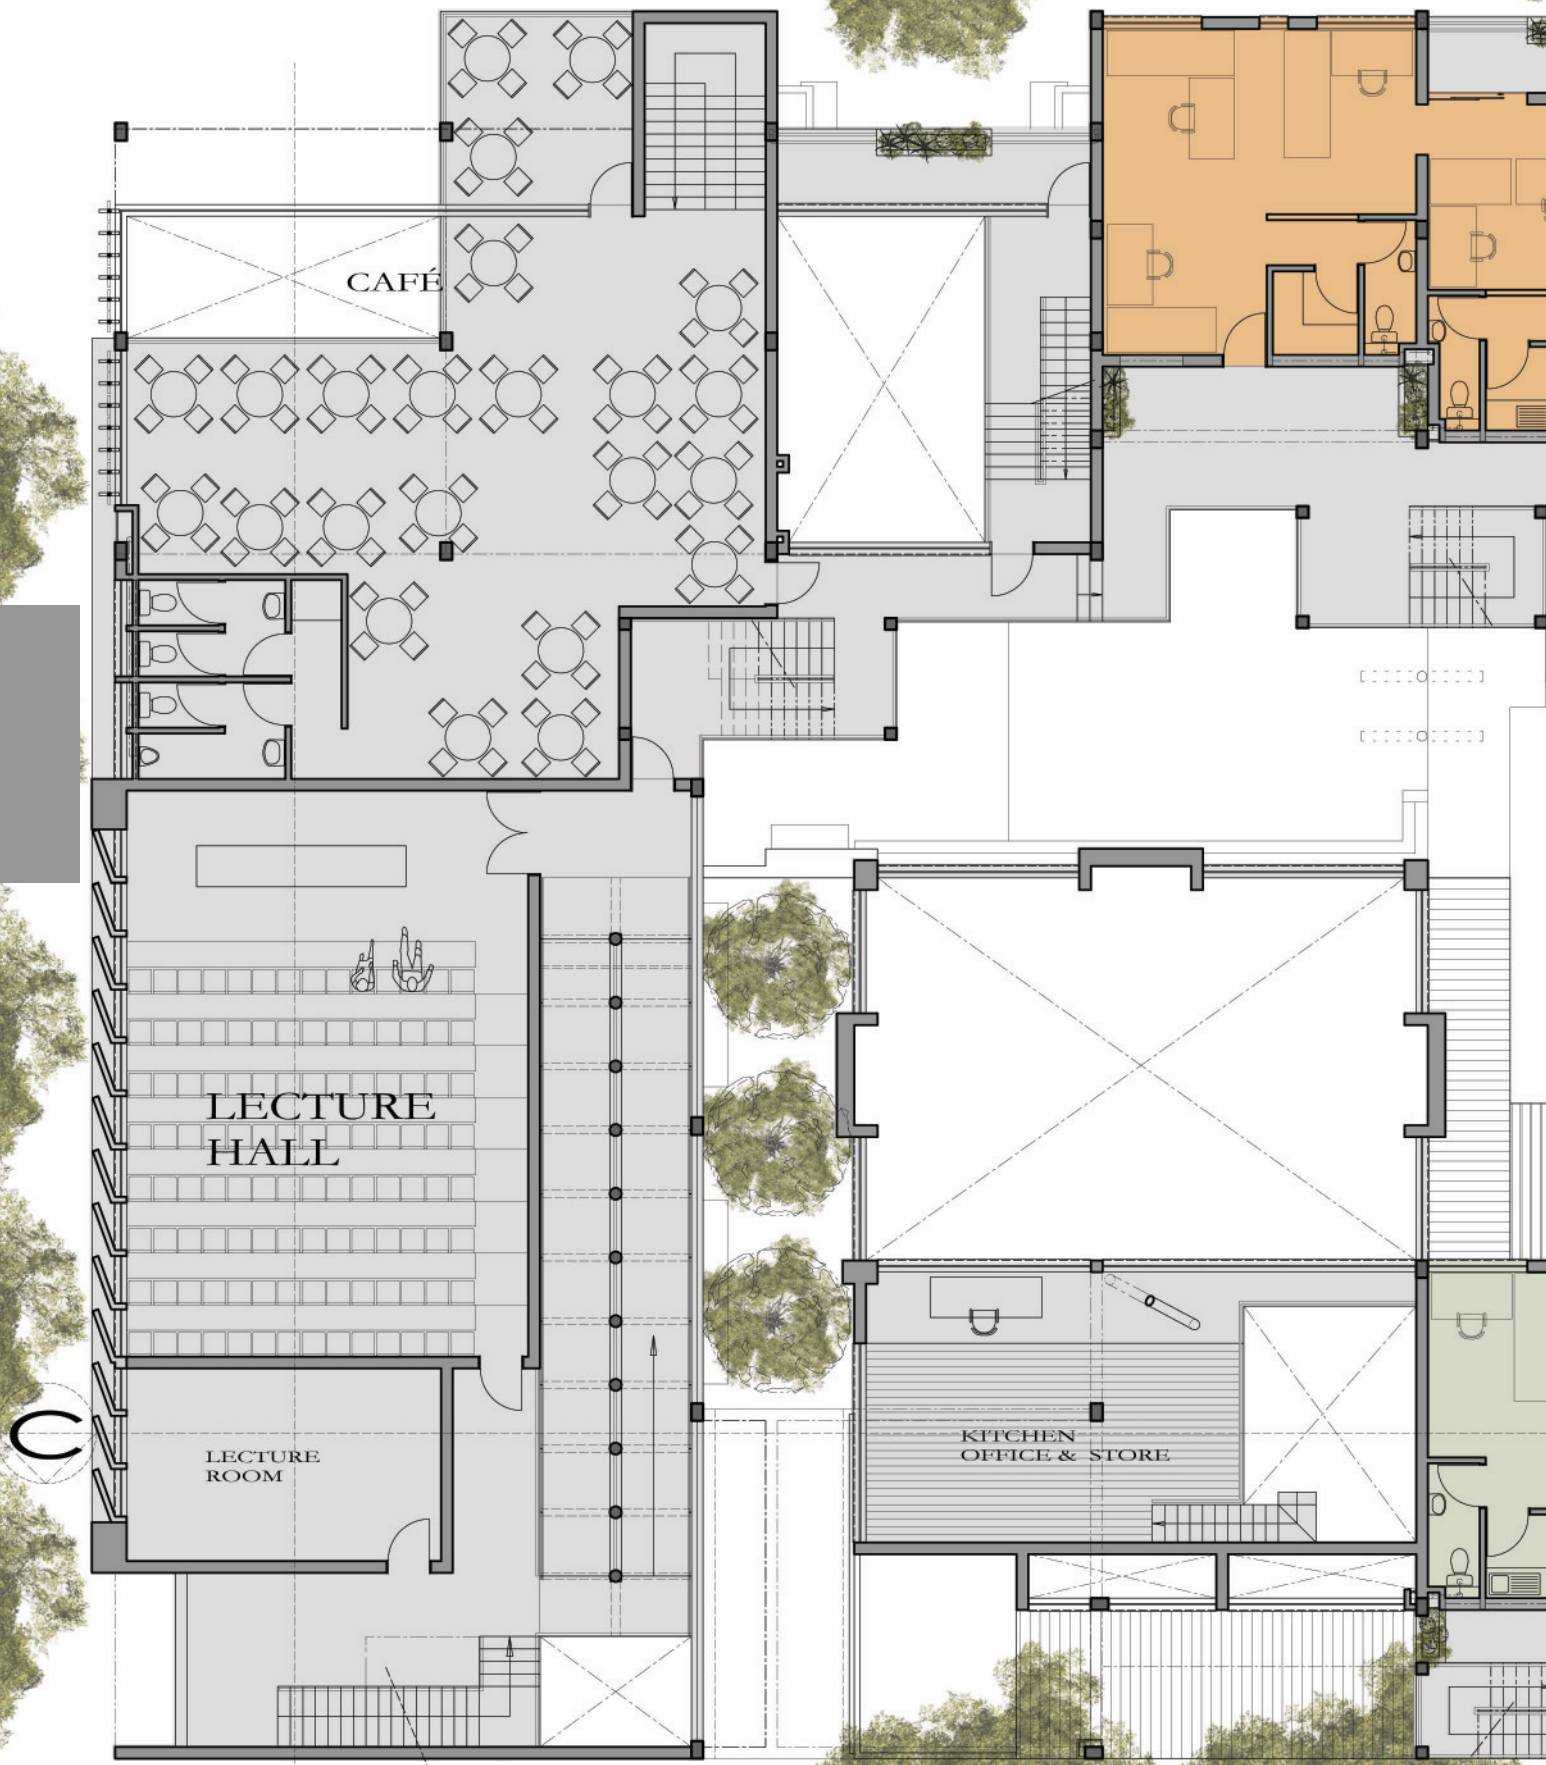 CAFÉ
LECTURE
HALL
C
LECTURE
ROOM
KITCHEN
OFFICE & STORE